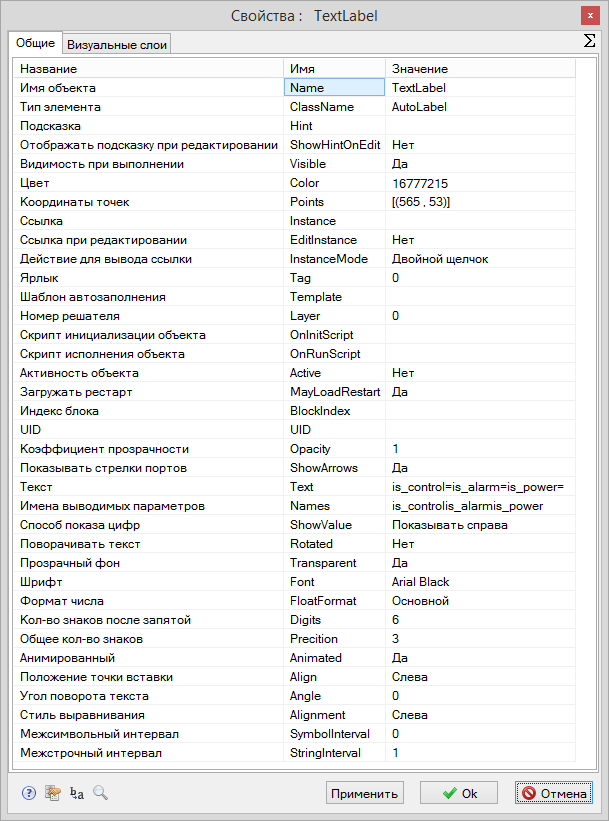 Свойства : TextLabel
x
Общие Визуальные слои Σ
Название Имя Значение
Имя объекта Name TextLabel
Тип элемента ClassName AutoLabel
Подсказка Hint
Отображать подсказку при редактировании ShowHintOnEdit Нет
Видимость при выполнении Visible Да
Цвет Color 16777215
Координаты точек Points [(565 , 53)]
Ссылка Instance
Ссылка при редактировании EditInstance Нет
Действие для вывода ссылки InstanceMode Двойной щелчок
Ярлык Tag 0
Шаблон автозаполнения Template
Номер решателя Layer 0
Скрипт инициализации объекта OnInitScript
Скрипт исполнения объекта OnRunScript
Активность объекта Active Нет
Загружать рестарт MayLoadRestart Да
Индекс блока BlockIndex
UID UID
Коэффициент прозрачности Opacity 1
Показывать стрелки портов ShowArrows Да
Текст Text is_control=is_alarm=is_power=
Имена выводимых параметров Names is_controlis_alarmis_power
Способ показа цифр ShowValue Показывать справа
Поворачивать текст Rotated Нет
Прозрачный фон Transparent Да
Шрифт Font Arial Black
Формат числа FloatFormat Основной
Кол-во знаков после запятой Digits 6
Общее кол-во знаков Precition 3
Анимированный Animated Да
Положение точки вставки Align Слева
Угол поворота текста Angle 0
Стиль выравнивания Alignment Слева
Межсимвольный интервал SymbolInterval 0
Межстрочный интервал StringInterval 1
? ba Применить Ok Отмена